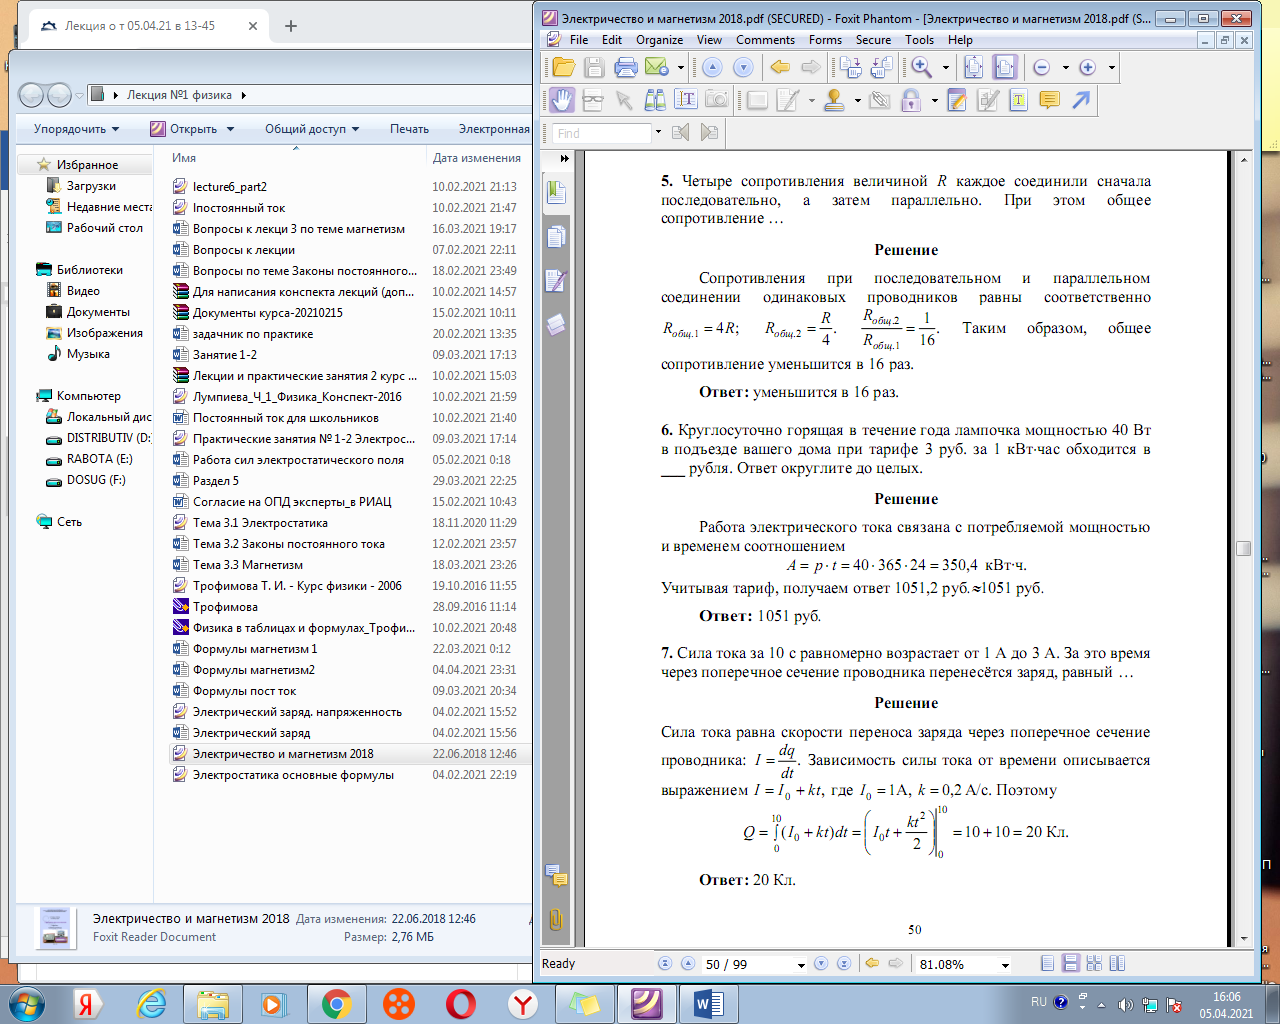 Лекция о т 05.04.21 в 13-45
Лекция №1 физика
Упорядочить
Открыть
Общий доступ
Печать
Электронная
Избранное
Загрузки
Недавние места
Рабочий стол
Библиотеки
Видео
Документы
Изображения
Музыка
Компьютер
Локальный дис
DISTRIBUTIV (D:
RABOTA (E:)
DOSUG (F:)
Сеть
Имя Дата изменения
lecture6_part2 10.02.2021 21:13
Iпостоянный ток 10.02.2021 21:47
Вопросы к лекци 3 по теме магнетизм 16.03.2021 19:17
Вопросы к лекции 07.02.2021 22:11
Вопросы по теме Законы постоянного... 18.02.2021 23:49
Для написания конспекта лекций (доп... 10.02.2021 14:57
Документы курса-20210215 15.02.2021 10:11
задачник по практике 20.02.2021 13:35
Занятие 1-2 09.03.2021 17:13
Лекции и практические занятия 2 курс ... 10.02.2021 15:03
Лумпиева_Ч_1_Физика_Конспект-2016 10.02.2021 21:59
Постоянный ток для школьников 10.02.2021 21:40
Практические занятия № 1-2 Электрос... 09.03.2021 17:14
Работа сил электростатического поля 05.02.2021 0:18
Раздел 5 29.03.2021 22:25
Согласие на ОПД эксперты_в РИАЦ 15.02.2021 10:43
Тема 3.1 Электростатика 18.11.2020 11:29
Тема 3.2 Законы постоянного тока 12.02.2021 23:57
Тема 3.3 Магнетизм 18.03.2021 23:26
Трофимова Т. И. - Курс физики - 2006 19.10.2016 11:55
Трофимова 28.09.2016 11:14
Физика в таблицах и формулах_Трофи... 10.02.2021 20:48
Формулы магнетизм 1 22.03.2021 0:12
Формулы магнетизм2 04.04.2021 23:31
Формулы пост ток 09.03.2021 20:34
Электрический заряд. напряженность 04.02.2021 15:52
Электрический заряд 04.02.2021 15:56
Электричество и магнетизм 2018 22.06.2018 12:46
Электростатика основные формулы 04.02.2021 22:19
Электричество и магнетизм 2018 Дата изменения: 22.06.2018 12:46
Foxit Reader Document Размер: 2,76 МБ
Электричество и магнетизм 2018.pdf (SECURED) - Foxit Phantom - [Электричество и магнетизм 2018.pdf (S...
File Edit Organize View Comments Forms Secure Tools Help
Find
5. Четыре сопротивления величиной R каждое соединили сначала
последовательно, а затем параллельно. При этом общее
сопротивление …
Решение
Сопротивления при последовательном и параллельном
соединении одинаковых проводников равны соответственно
Rобщ.1 = 4R; Rобщ.2 = R/4. Rобщ.2/Rобщ.1 = 1/16. Таким образом, общее
сопротивление уменьшится в 16 раз.
Ответ: уменьшится в 16 раз.
6. Круглосуточно горящая в течение года лампочка мощностью 40 Вт
в подъезде вашего дома при тарифе 3 руб. за 1 кВт·час обходится в
___ рубля. Ответ округлите до целых.
Решение
Работа электрического тока связана с потребляемой мощностью
и временем соотношением
A = p · t = 40 · 365 · 24 = 350,4 кВт·ч.
Учитывая тариф, получаем ответ 1051,2 руб.≈1051 руб.
Ответ: 1051 руб.
7. Сила тока за 10 с равномерно возрастает от 1 А до 3 А. За это время
через поперечное сечение проводника перенесётся заряд, равный …
Решение
Сила тока равна скорости переноса заряда через поперечное сечение
проводника: I = dq/dt. Зависимость силы тока от времени описывается
выражением I = I0 + kt, где I0 = 1А, k = 0,2 А/с. Поэтому
Q = ∫₀¹⁰ (I0 + kt)dt = (I0t + kt²/2)|₀¹⁰ = 10 + 10 = 20 Кл.
Ответ: 20 Кл.
50
Ready 50 / 99 81.08%
RU 16:06
05.04.2021